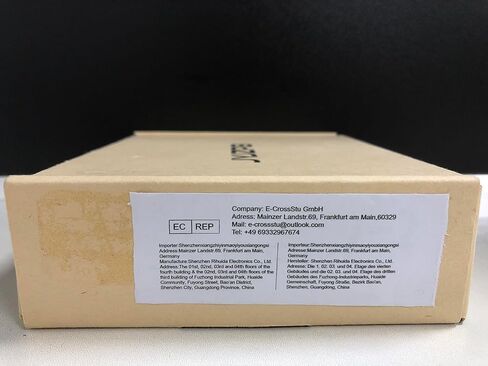 EC REP
Company: E-CrossStu GmbH
Adress: Mainzer Landstr.69, Frankfurt am Main,60329
Mail: e-crossstu@outlook.com
Tel: +49 69332967674
Importer:Shenzhenxiangzhiyinmaoyiyouxiangongsi
Address:Mainzer Landstr.69, Frankfurt am Main,
Germany
Manufacture:Shenzhen Rihuida Electronics Co., Ltd.
Address:The 01st, 02nd, 03rd and 04th floors of the
fourth building & the 02nd, 03rd and 04th floors of the
third building of Fuzhong Industrial Park, Huaide
Community, Fuyong Street, Bao'an District,
Shenzhen City, Guangdong Province, China
Importeur:Shenzhenxiangzhiyinmaoyiyouxiangongsi
Address:Mainzer Landstr.69, Frankfurt am Main,
Germany
Hersteller: Shenzhen Rihuida Electronics Co., Ltd.
Adresse: Die 1. 02. 03. und 04. Etage des vierten
Gebäudes und die 02. 03. und 04. Etage des dritten
Gebäudes des Fuzhong-Industrieparks, Huaide
Gemeinschaft, Fuyong Straße, Bezirk Bao'an,
Shenzhen, Guangdong, China